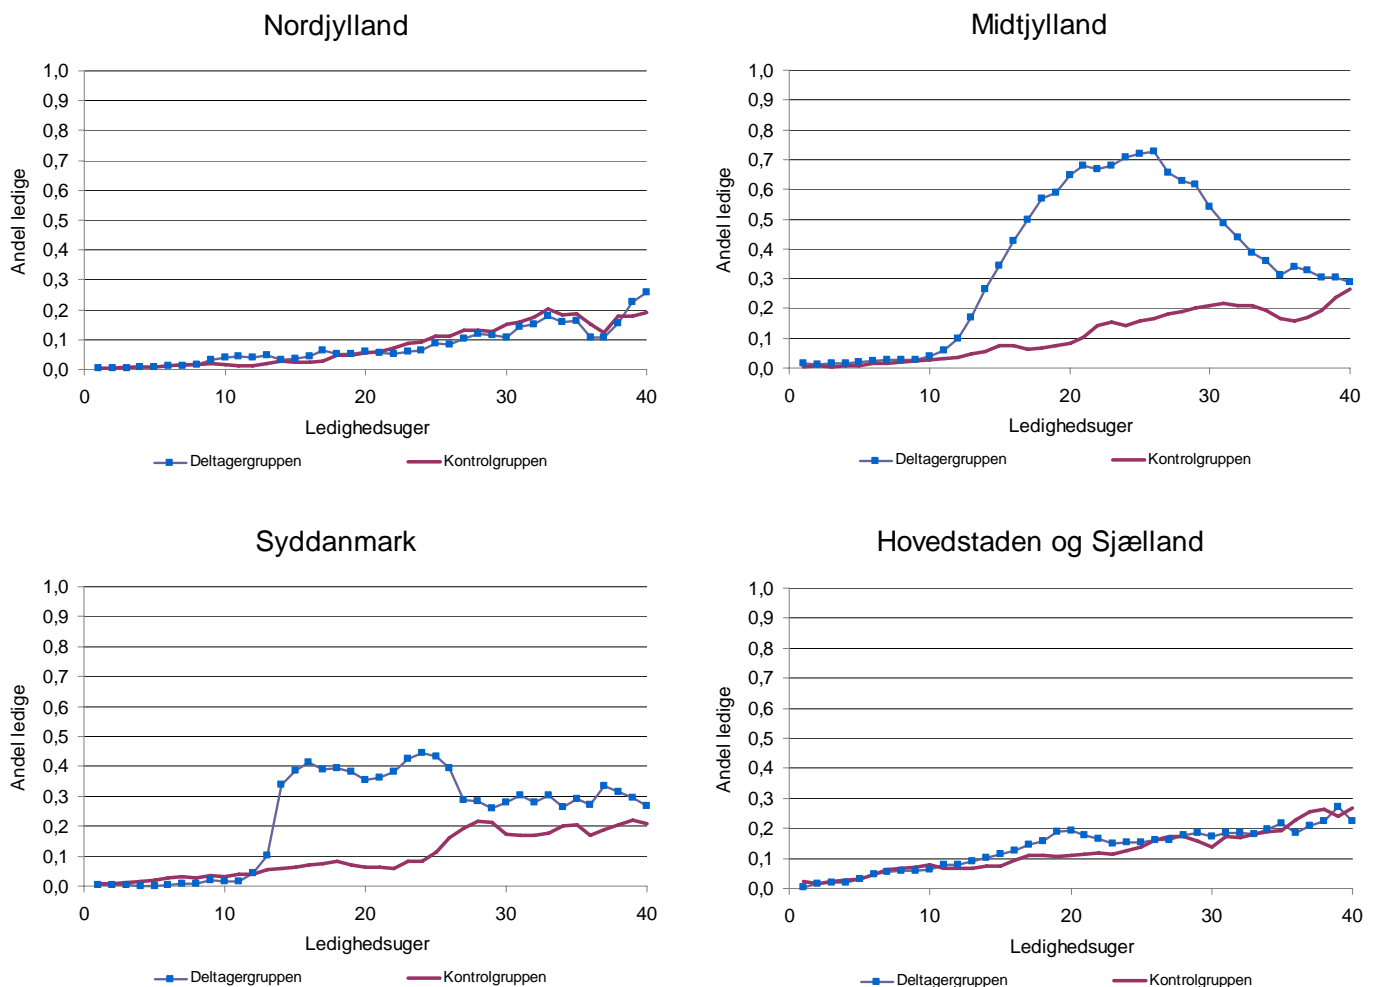 Nordjylland
1,0
0,9
0,8
0,7
0,6
0,5
0,4
0,3
0,2
0,1
0,0
Andel ledige
0 10 20 30 40
Ledighedsuger
Deltagergruppen Kontrolgruppen
Midtjylland
1,0
0,9
0,8
0,7
0,6
0,5
0,4
0,3
0,2
0,1
0,0
Andel ledige
0 10 20 30 40
Ledighedsuger
Deltagergruppen Kontrolgruppen
Syddanmark
1,0
0,9
0,8
0,7
0,6
0,5
0,4
0,3
0,2
0,1
0,0
Andel ledige
0 10 20 30 40
Ledighedsuger
Deltagergruppen Kontrolgruppen
Hovedstaden og Sjælland
1,0
0,9
0,8
0,7
0,6
0,5
0,4
0,3
0,2
0,1
0,0
Andel ledige
0 10 20 30 40
Ledighedsuger
Deltagergruppen Kontrolgruppen